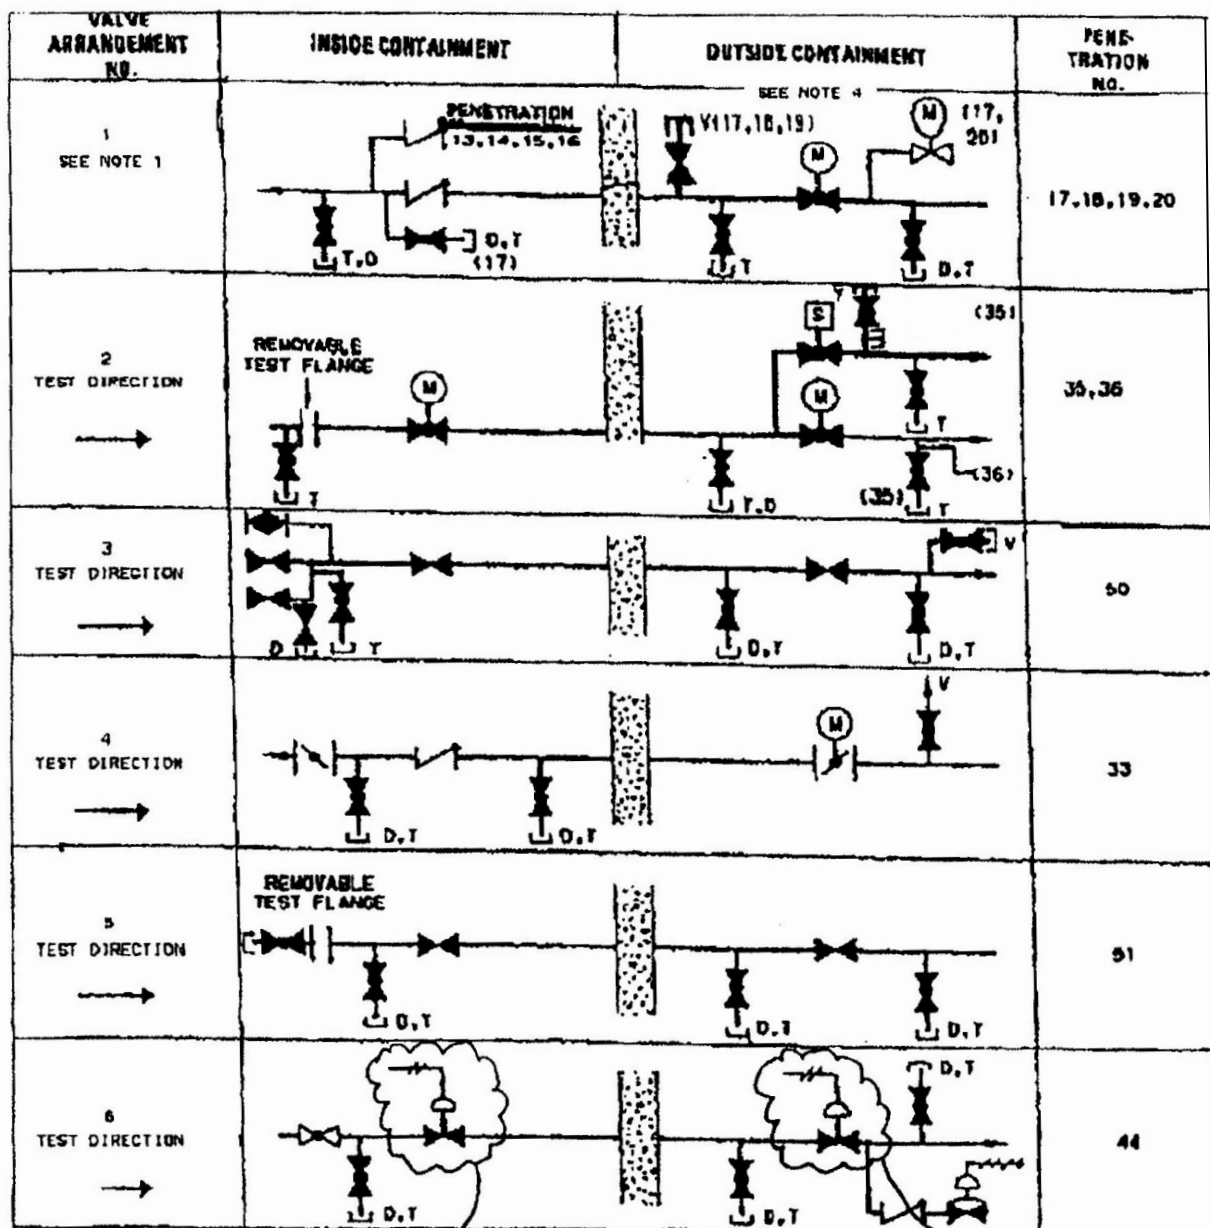 VALVE
ARRANGEMENT
NO.
INSIDE CONTAINMENT
OUTSIDE CONTAINMENT
PENE-
TRATION
NO.
1
SEE NOTE 1
PENETRATION
13,14,15,16
D,T
(17)
T,D
SEE NOTE 4
V(17,18,19)
M
M
(17,
20)
T
D,T
17,18,19,20
2
TEST DIRECTION
REMOVABLE
TEST FLANGE
M
T
S
(35)
M
T
T,D
(35)
(36)
T
35,36
3
TEST DIRECTION
D
T
D,T
V
D,T
50
4
TEST DIRECTION
D,T
D,T
M
V
33
5
TEST DIRECTION
REMOVABLE
TEST FLANGE
D,T
D,T
D,T
51
6
TEST DIRECTION
D,T
D,T
D,T
44